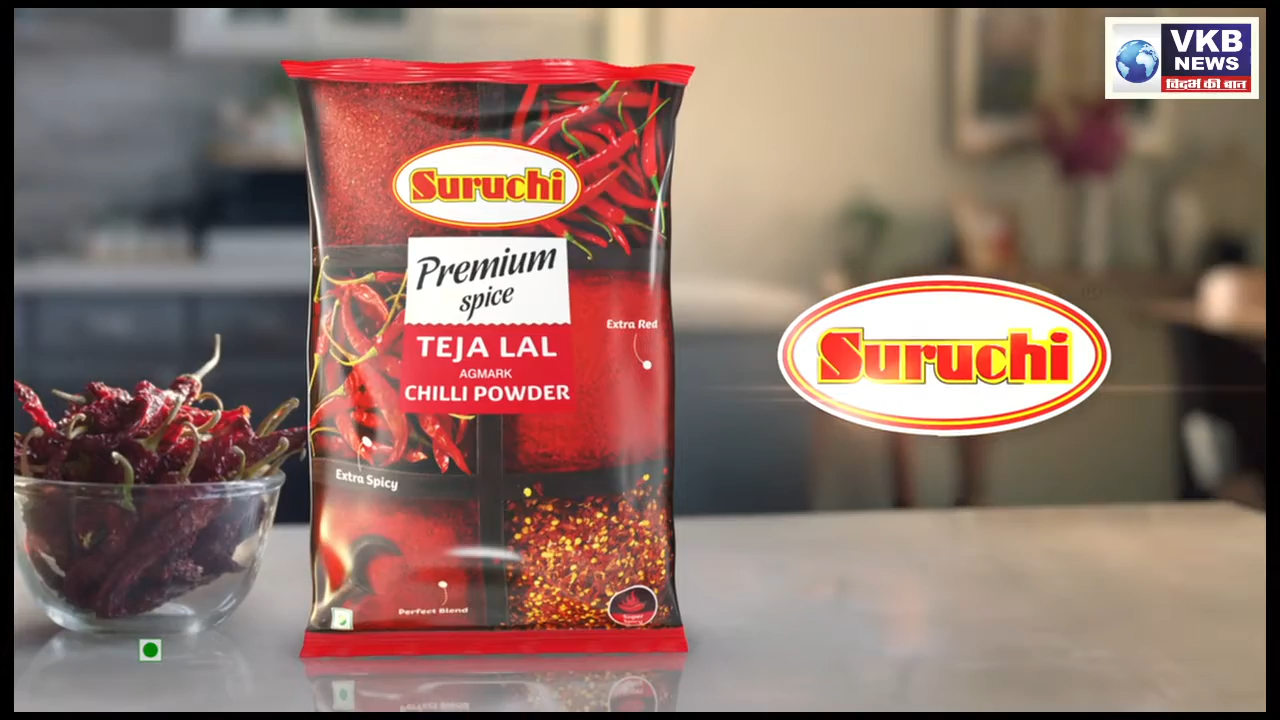 VKB
NEWS
विदर्भ की बात
Suruchi
Premium
spice
TEJA LAL
AGMARK
CHILLI POWDER
Extra Red
Extra Spicy
Perfect Blend
Suruchi